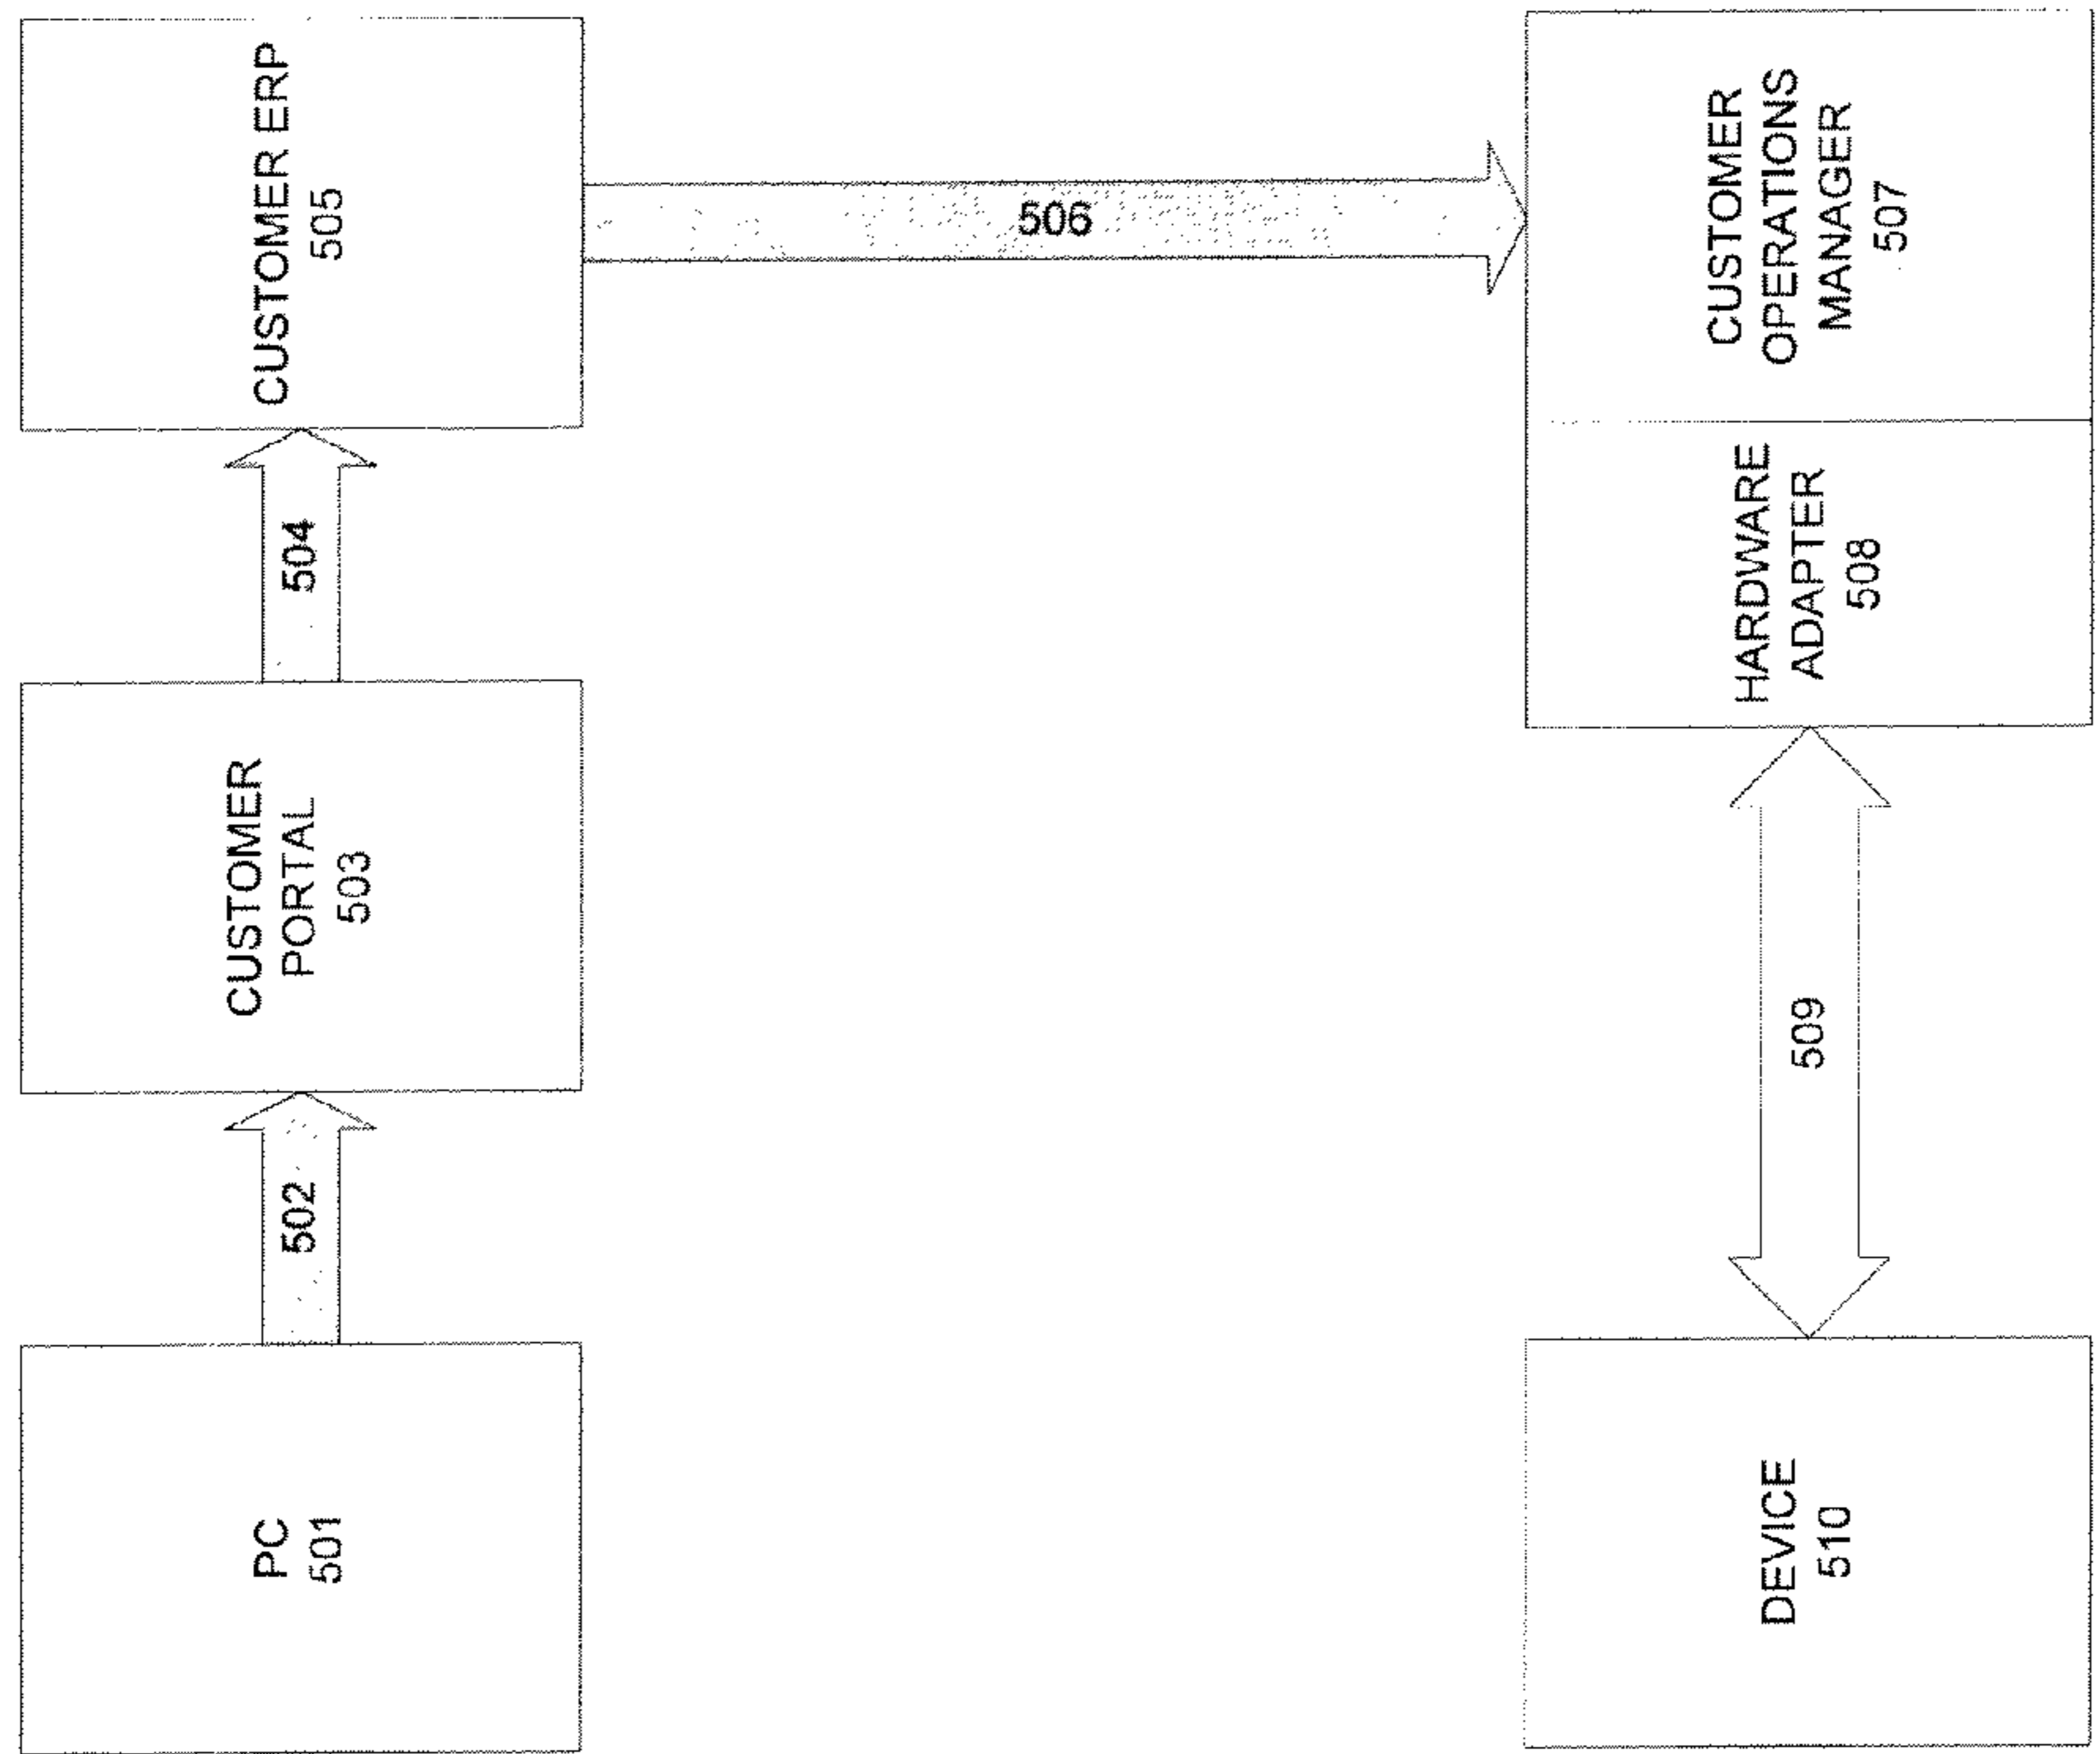 PC
501
502
CUSTOMER
PORTAL
503
504
CUSTOMER ERP
505
506
CUSTOMER
OPERATIONS
MANAGER
507
HARDWARE
ADAPTER
508
509
DEVICE
510